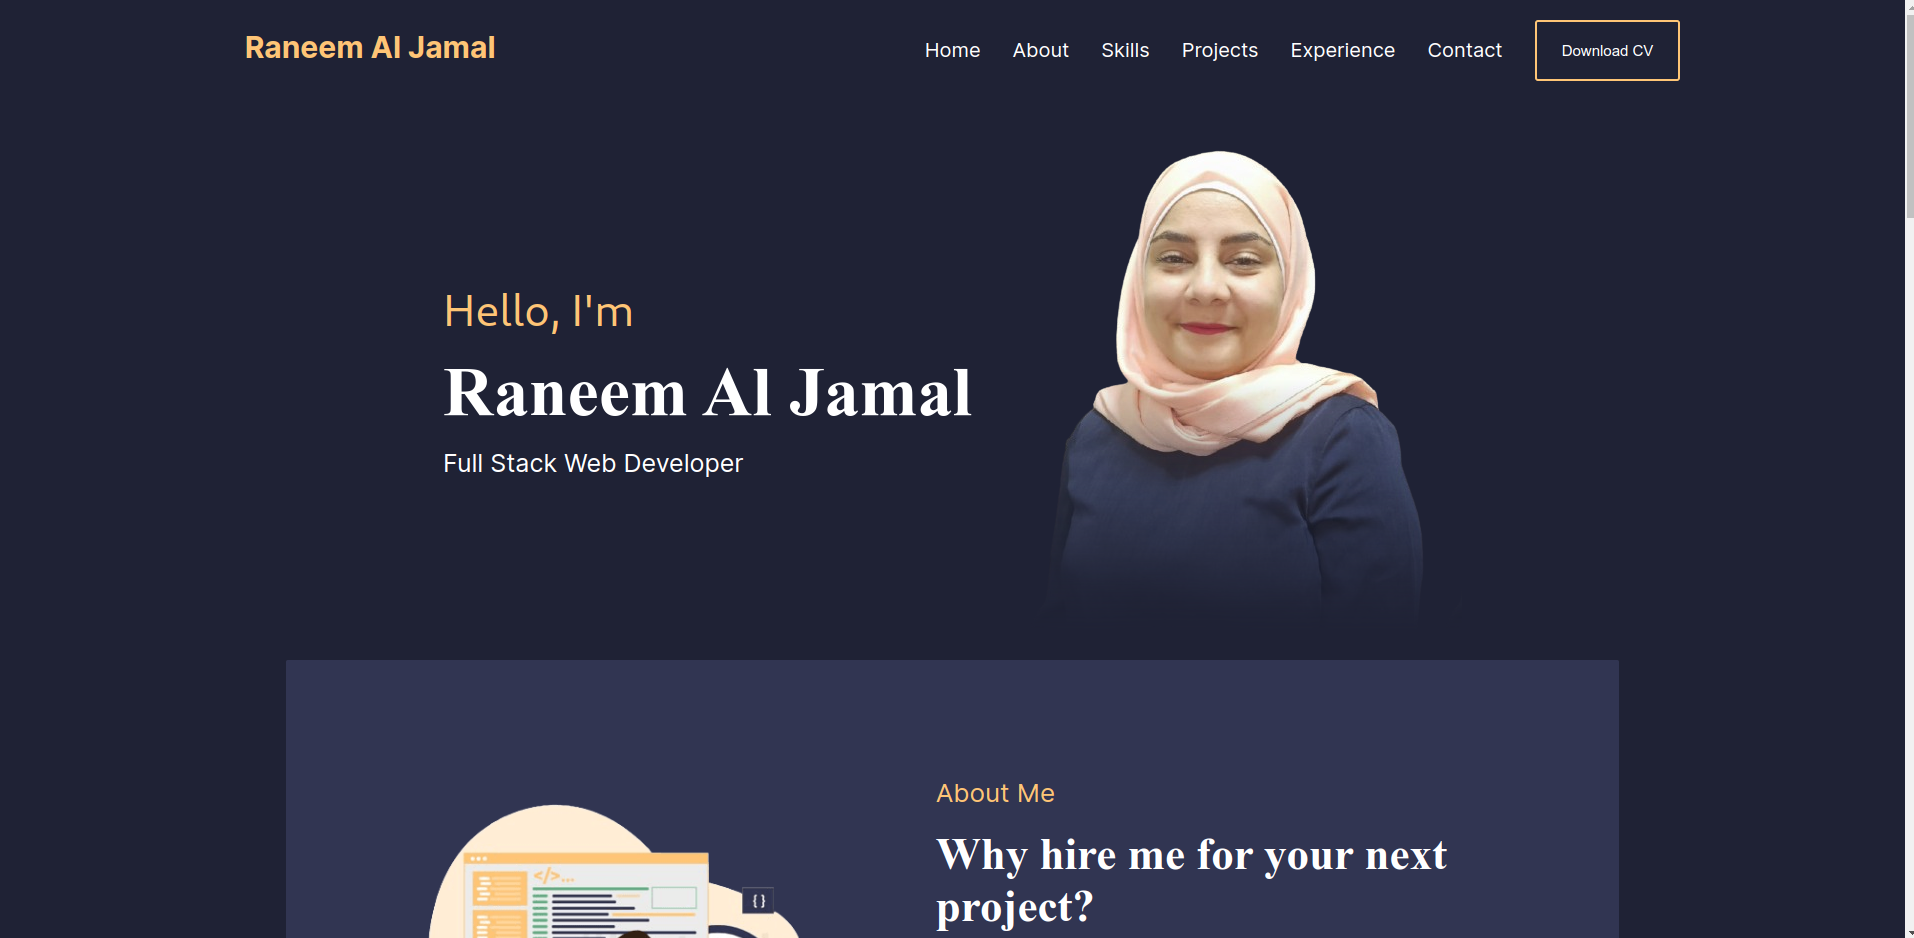 Raneem Al Jamal
Home About Skills Projects Experience Contact Download CV
Hello, I'm
Raneem Al Jamal
Full Stack Web Developer
About Me
Why hire me for your next
project?
</>...
{ }